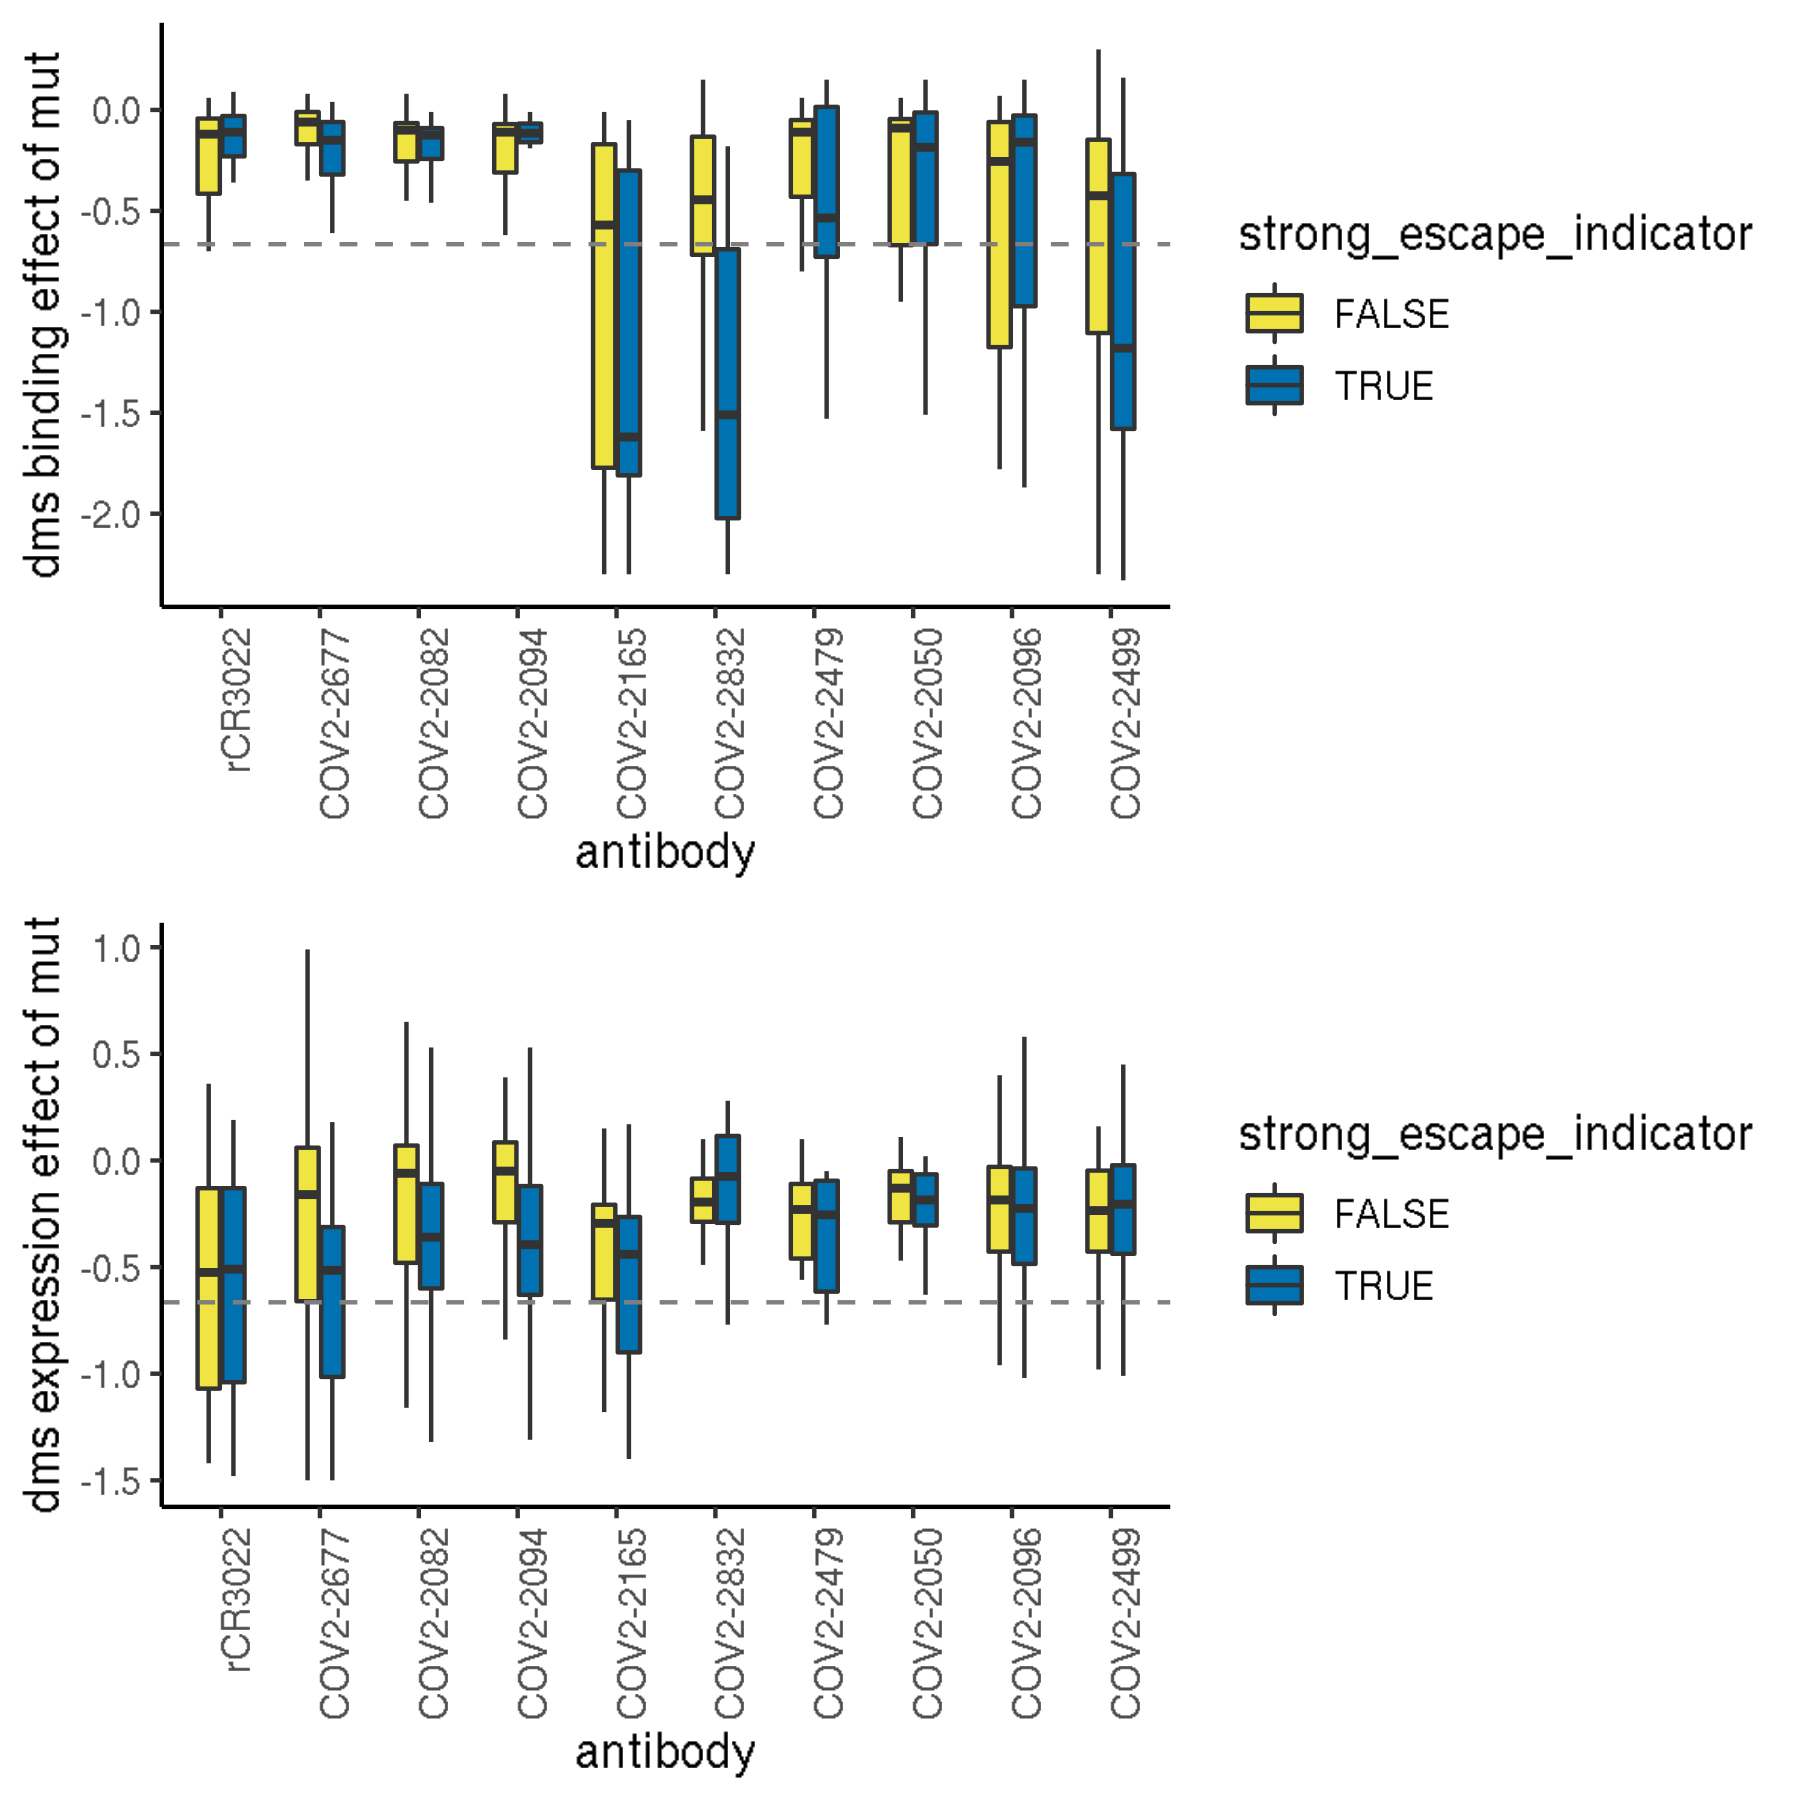 dms binding effect of mut
0.0
-0.5
-1.0
-1.5
-2.0
rCR3022
COV2-2677
COV2-2082
COV2-2094
COV2-2165
COV2-2832
COV2-2479
COV2-2050
COV2-2096
COV2-2499
antibody
strong_escape_indicator
FALSE
TRUE
dms expression effect of mut
1.0
0.5
0.0
-0.5
-1.0
-1.5
rCR3022
COV2-2677
COV2-2082
COV2-2094
COV2-2165
COV2-2832
COV2-2479
COV2-2050
COV2-2096
COV2-2499
antibody
strong_escape_indicator
FALSE
TRUE